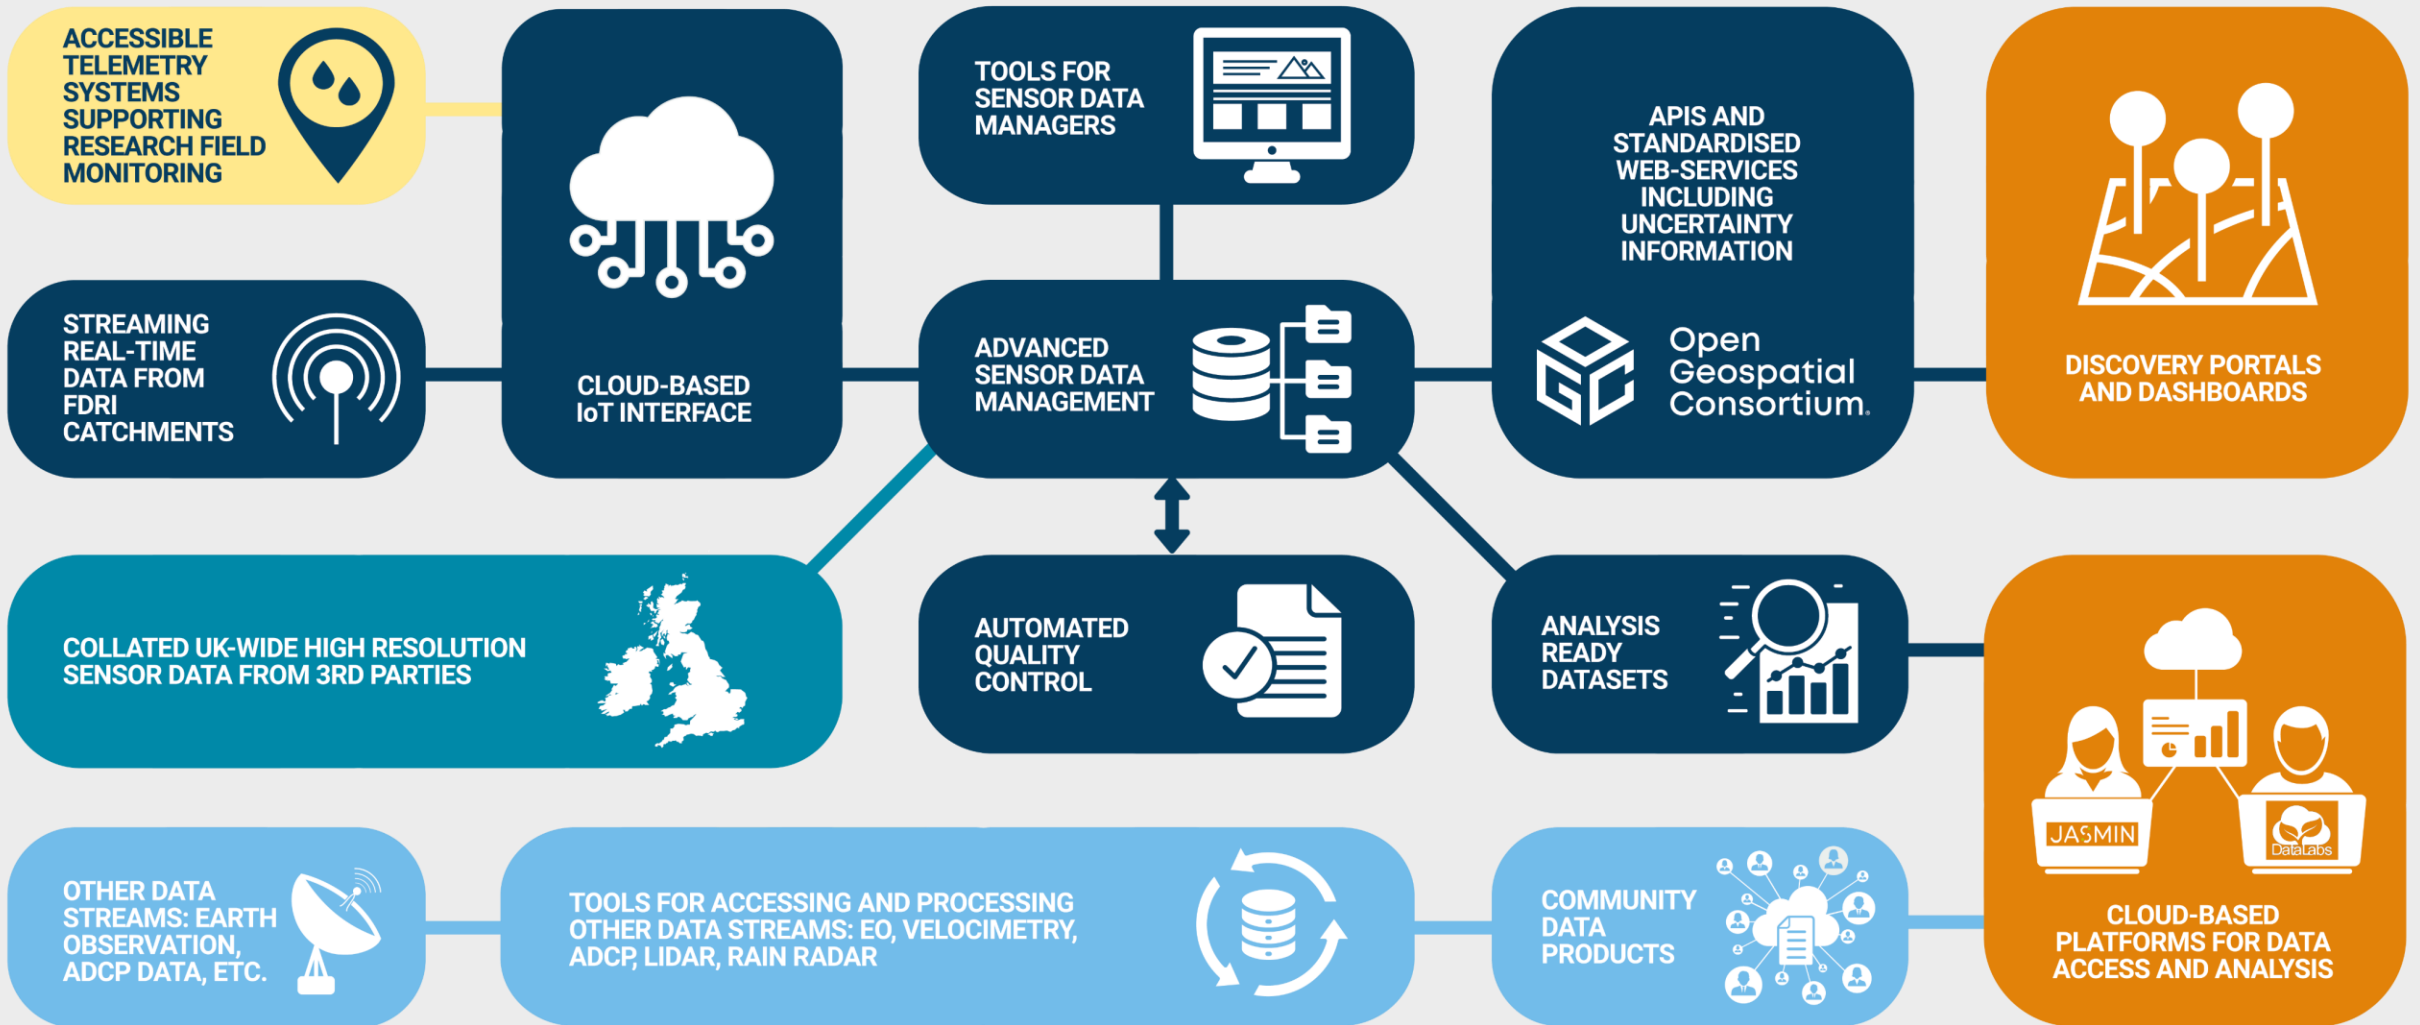 ACCESSIBLE
TELEMETRY
SYSTEMS
SUPPORTING
RESEARCH FIELD
MONITORING
STREAMING
REAL-TIME
DATA FROM
FDRI
CATCHMENTS
CLOUD-BASED
IoT INTERFACE
TOOLS FOR
SENSOR DATA
MANAGERS
ADVANCED
SENSOR DATA
MANAGEMENT
APIS AND
STANDARDISED
WEB-SERVICES
INCLUDING
UNCERTAINTY
INFORMATION
OGC
Open
Geospatial
Consortium.
DISCOVERY PORTALS
AND DASHBOARDS
COLLATED UK-WIDE HIGH RESOLUTION
SENSOR DATA FROM 3RD PARTIES
AUTOMATED
QUALITY
CONTROL
ANALYSIS
READY
DATASETS
OTHER DATA
STREAMS: EARTH
OBSERVATION,
ADCP DATA, ETC.
TOOLS FOR ACCESSING AND PROCESSING
OTHER DATA STREAMS: EO, VELOCIMETRY,
ADCP, LIDAR, RAIN RADAR
COMMUNITY
DATA
PRODUCTS
JASMIN
DataLabs
CLOUD-BASED
PLATFORMS FOR DATA
ACCESS AND ANALYSIS